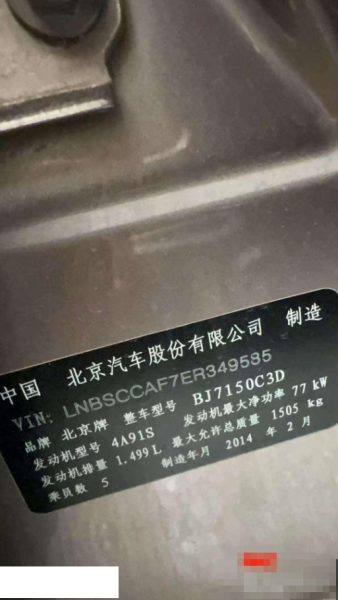 中国 北京汽车股份有限公司 制造
VIN: LNBSCCAF7ER349585
品牌 北京牌 整车型号 BJ7150C3D
发动机型号 4A91S 发动机最大净功率 77 kW
发动机排量 1.499 L 最大允许总质量 1505 kg
乘员数 5 制造年月 2014 年 2 月